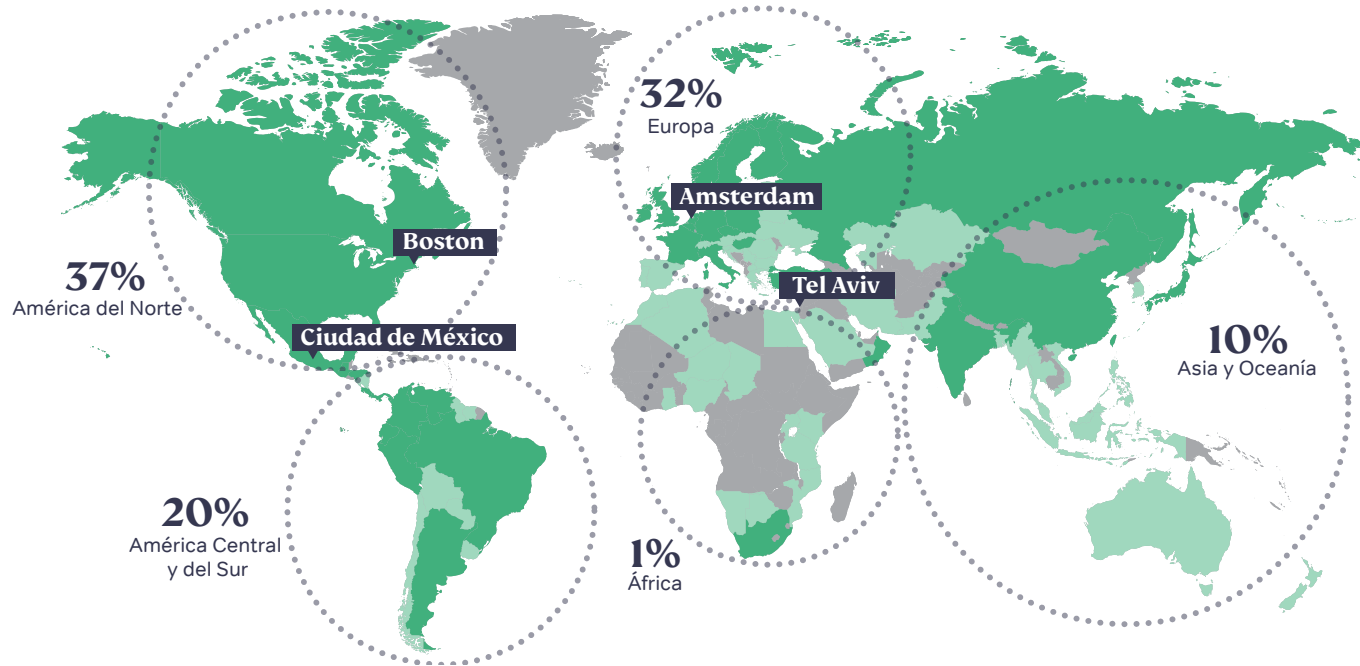 32%
Europa
Amsterdam
Boston
37%
América del Norte
Tel Aviv
Ciudad de México
10%
Asia y Oceanía
20%
América Central
y del Sur
1%
África